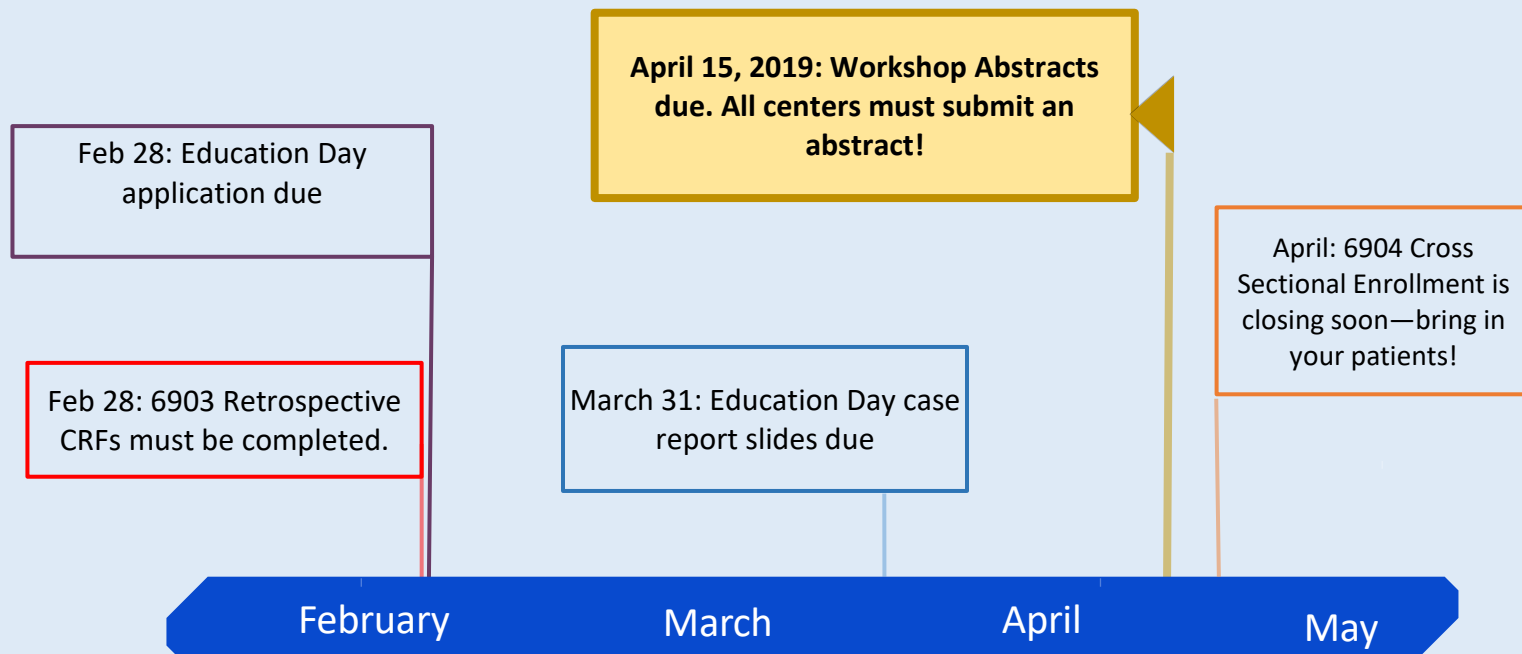 April 15, 2019: Workshop Abstracts
due. All centers must submit an
abstract!
Feb 28: Education Day
application due
April: 6904 Cross
Sectional Enrollment is
closing soon—bring in
your patients!
Feb 28: 6903 Retrospective
CRFs must be completed.
March 31: Education Day case
report slides due
February
March
April
May